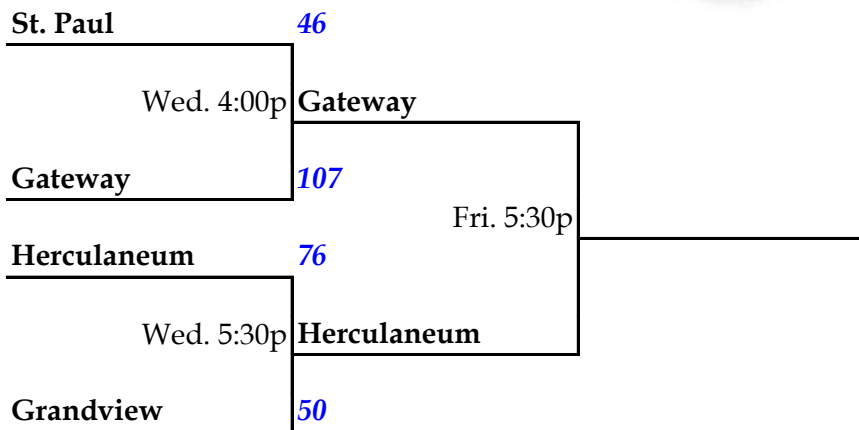 St. Paul 46
Wed. 4:00p Gateway
Gateway 107
Fri. 5:30p
Herculaneum 76
Wed. 5:30p Herculaneum
Grandview 50